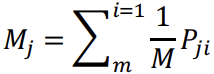 M_j = \sum_{m}^{i=1} \frac{1}{M} P_{ji}